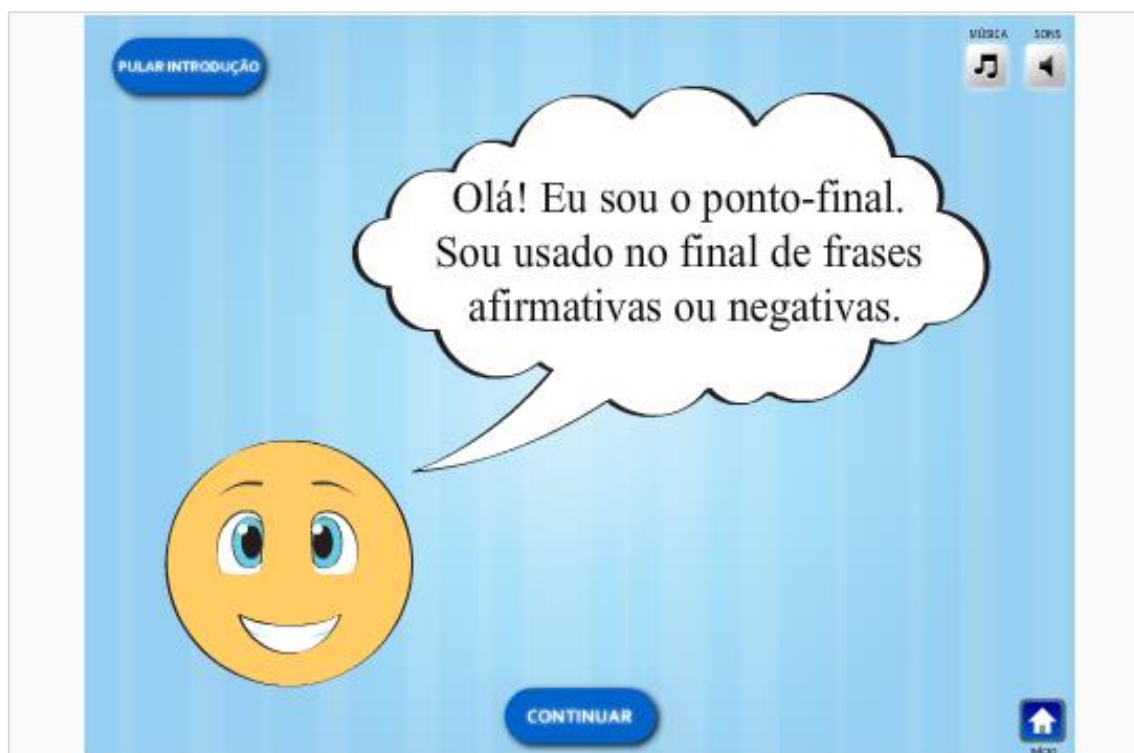 PULAR INTRODUÇÃO
MÚSICA
SONS
Olá! Eu sou o ponto-final.
Sou usado no final de frases
afirmativas ou negativas.
CONTINUAR
INÍCIO